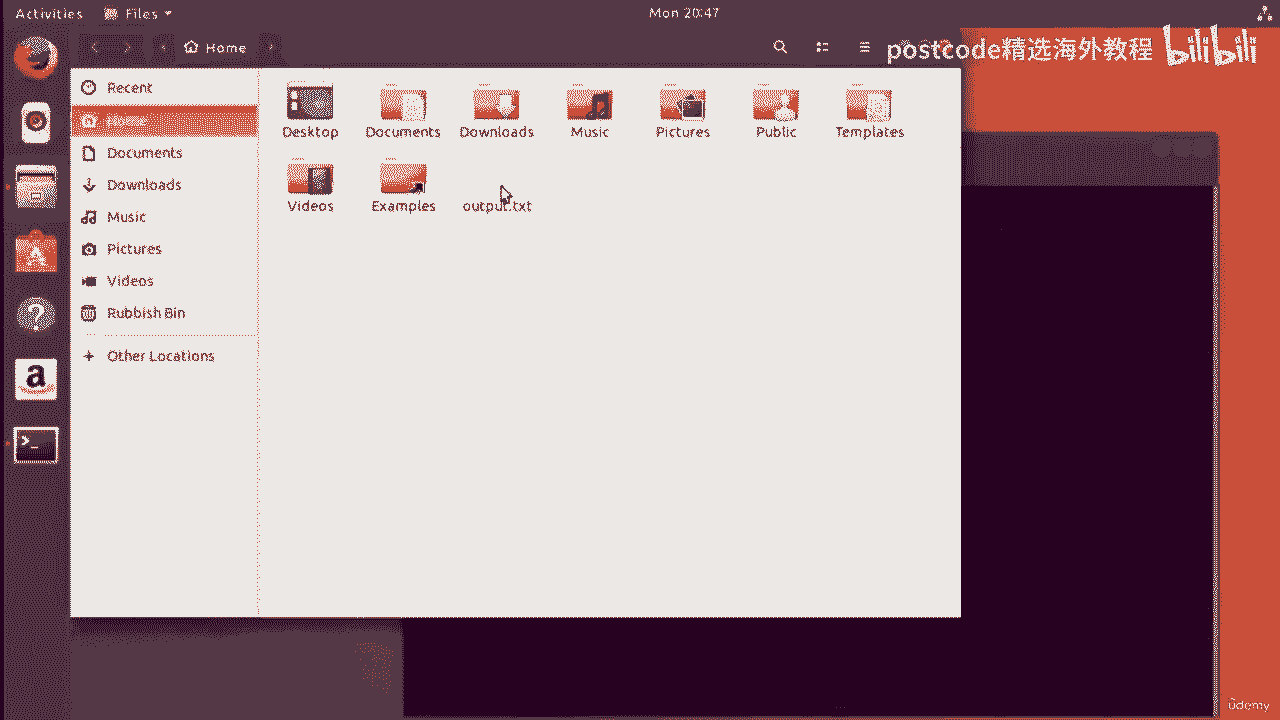 Activities Files Mon 20:47
Home
postcode精选海外教程 bilibili
Recent
Home
Documents
Downloads
Music
Pictures
Videos
Rubbish Bin
Other Locations
Desktop Documents Downloads Music Pictures Public Templates
Videos Examples output.txt
ûdemy